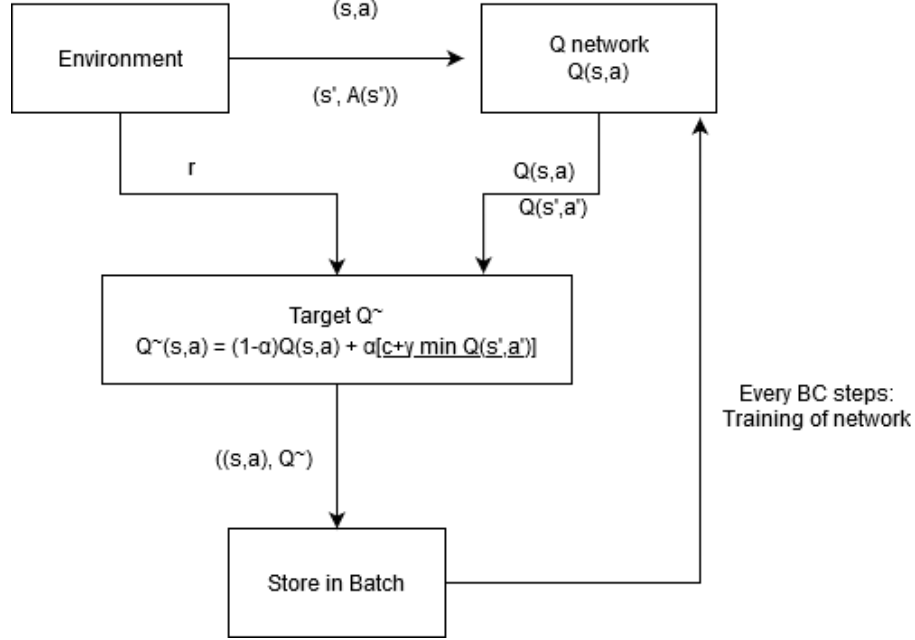 (s,a)
Environment
Q network
Q(s,a)
(s', A(s'))
r
Q(s,a)
Q(s',a')
Target Q~
Q~(s,a) = (1-α)Q(s,a) + α[c+γ min Q(s',a')]
Every BC steps:
Training of network
((s,a), Q~)
Store in Batch